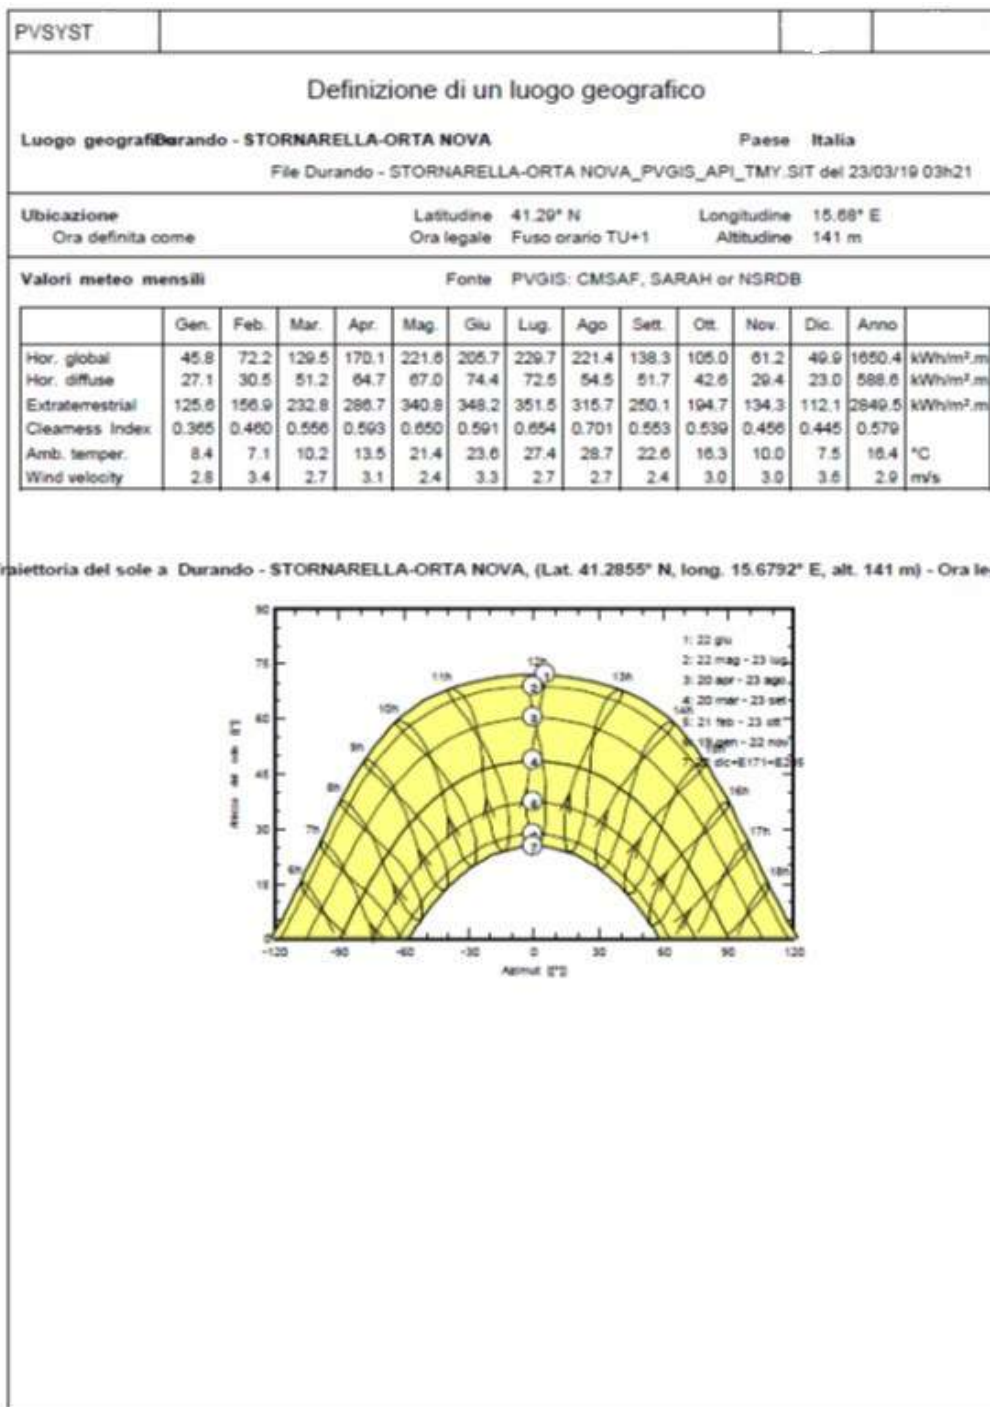 PVSYST
Definizione di un luogo geografico
Luogo geografico Durando - STORNARELLA-ORTA NOVA Paese Italia
File Durando - STORNARELLA-ORTA NOVA_PVGIS_API_TMY.SIT del 23/03/19 03h21
Ubicazione Latitudine 41.29° N Longitudine 15.68° E
Ora definita come Ora legale Fuso orario TU+1 Altitudine 141 m
Valori meteo mensili Fonte PVGIS: CMSAF, SARAH or NSRDB
Gen. Feb. Mar. Apr. Mag. Giu Lug. Ago Sett. Ott. Nov. Dic. Anno
Hor. global 45.8 72.2 129.5 170.1 221.6 205.7 229.7 221.4 138.3 105.0 61.2 49.9 1650.4 kWh/m².m
Hor. diffuse 27.1 30.5 51.2 64.7 67.0 74.4 72.5 54.5 51.7 42.6 29.4 23.0 588.6 kWh/m².m
Extraterrestrial 125.6 156.9 232.8 286.7 340.8 348.2 351.5 315.7 250.1 194.7 134.3 112.1 2849.5 kWh/m².m
Clearness Index 0.365 0.460 0.556 0.593 0.650 0.591 0.654 0.701 0.553 0.539 0.456 0.445 0.579
Amb. temper. 8.4 7.1 10.2 13.5 21.4 23.6 27.4 28.7 22.6 16.3 10.0 7.5 16.4 °C
Wind velocity 2.8 3.4 2.7 3.1 2.4 3.3 2.7 2.7 2.4 3.0 3.0 3.5 2.9 m/s
raiettoria del sole a Durando - STORNARELLA-ORTA NOVA, (Lat. 41.2855° N, long. 15.6792° E, alt. 141 m) - Ora le
90
75
60
45
30
15
0
1: 22 giu
2: 22 mag - 23 lug
3: 20 apr - 23 ago
4: 20 mar - 23 set
5: 21 feb - 23 ott
19 gen - 22 nov
6h
7h
8h
9h
10h
11h
12h
13h
14h
16h
17h
18h
1
2
3
4
5
7
-120 -90 -60 -30 0 30 60 90 120
Azimut [[°]]